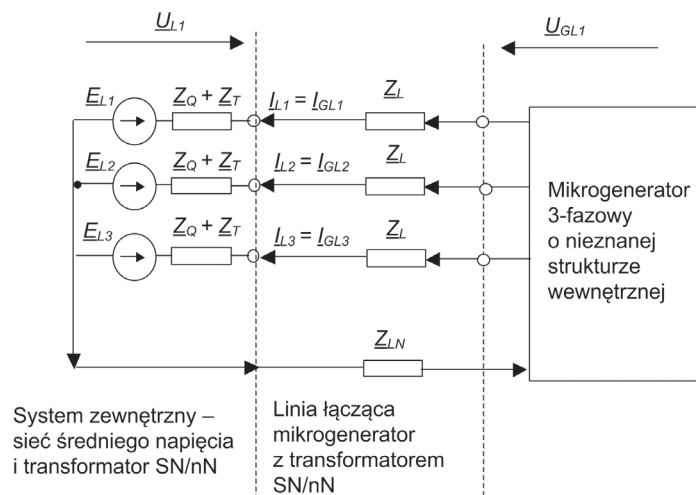 U_L1
U_GL1
E_L1 Z_Q + Z_T I_L1 = I_GL1 Z_L
E_L2 Z_Q + Z_T I_L2 = I_GL2 Z_L
E_L3 Z_Q + Z_T I_L3 = I_GL3 Z_L
Z_LN
Mikrogenerator
3-fazowy
o nieznanej
strukturze
wewnętrznej
System zewnętrzny –
sieć średniego napięcia
i transformator SN/nN
Linia łącząca
mikrogenerator
z transformatorem
SN/nN